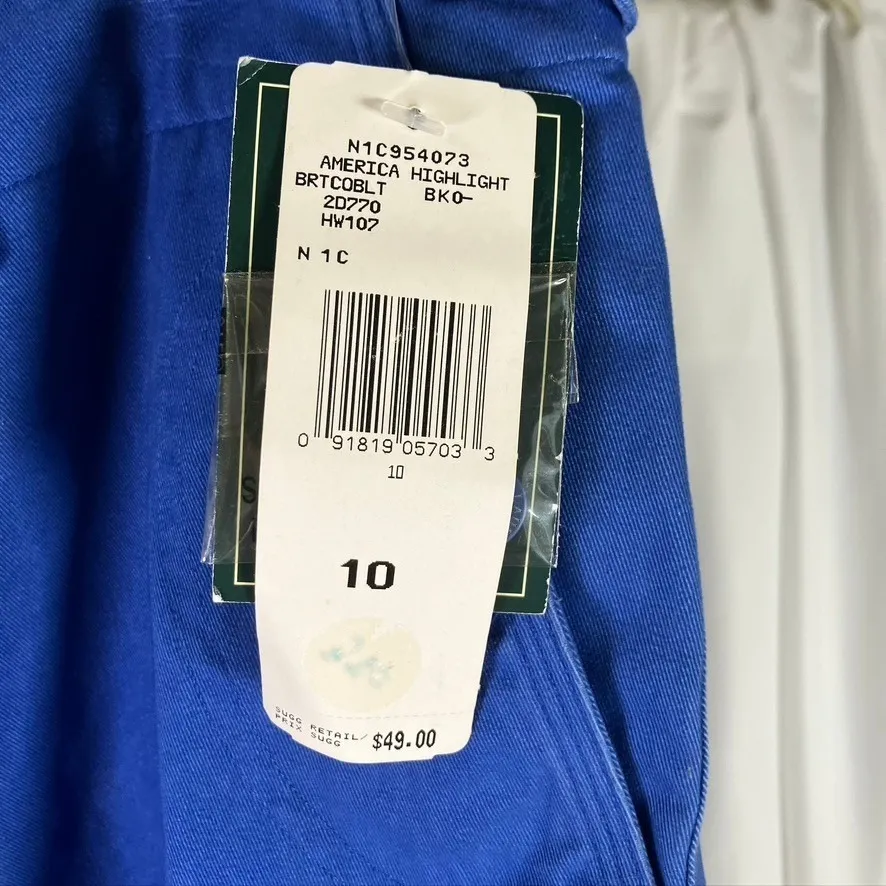 N1C954073
AMERICA HIGHLIGHT
BRTCOBLT BKO-
2D770
HW107
N 1C
0 91819 05703 3
10
10
SUGG RETAIL/
PRIX SUGG
$49.00